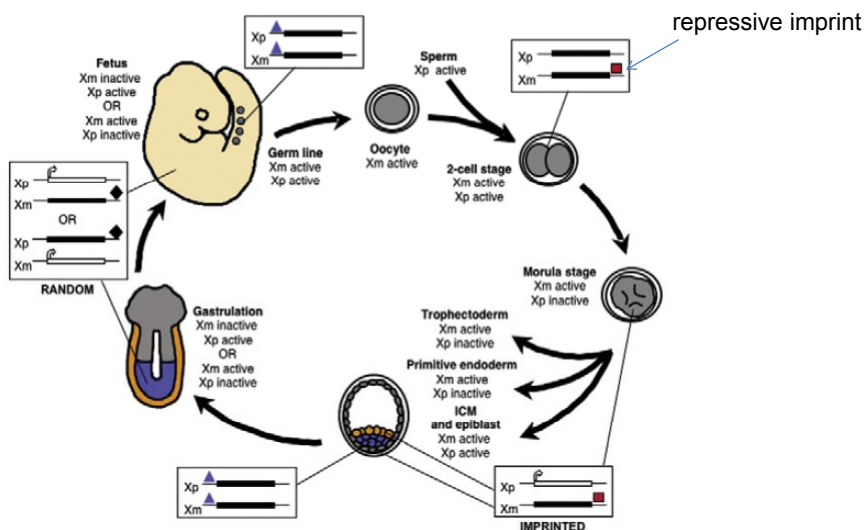 repressive imprint
Xp
Xm
Fetus
Xm inactive
Xp active
OR
Xm active
Xp inactive
Germ line
Xm active
Xp active
Oocyte
Xm active
Sperm
Xp active
Xp
Xm
2-cell stage
Xm active
Xp active
Xp
Xm
OR
Xp
Xm
RANDOM
Morula stage
Xm active
Xp inactive
Gastrulation
Xm inactive
Xp active
OR
Xm active
Xp inactive
Trophectoderm
Xm active
Xp inactive
Primitive endoderm
Xm active
Xp inactive
ICM
and epiblast
Xm active
Xp active
Xp
Xm
Xp
Xm
IMPRINTED